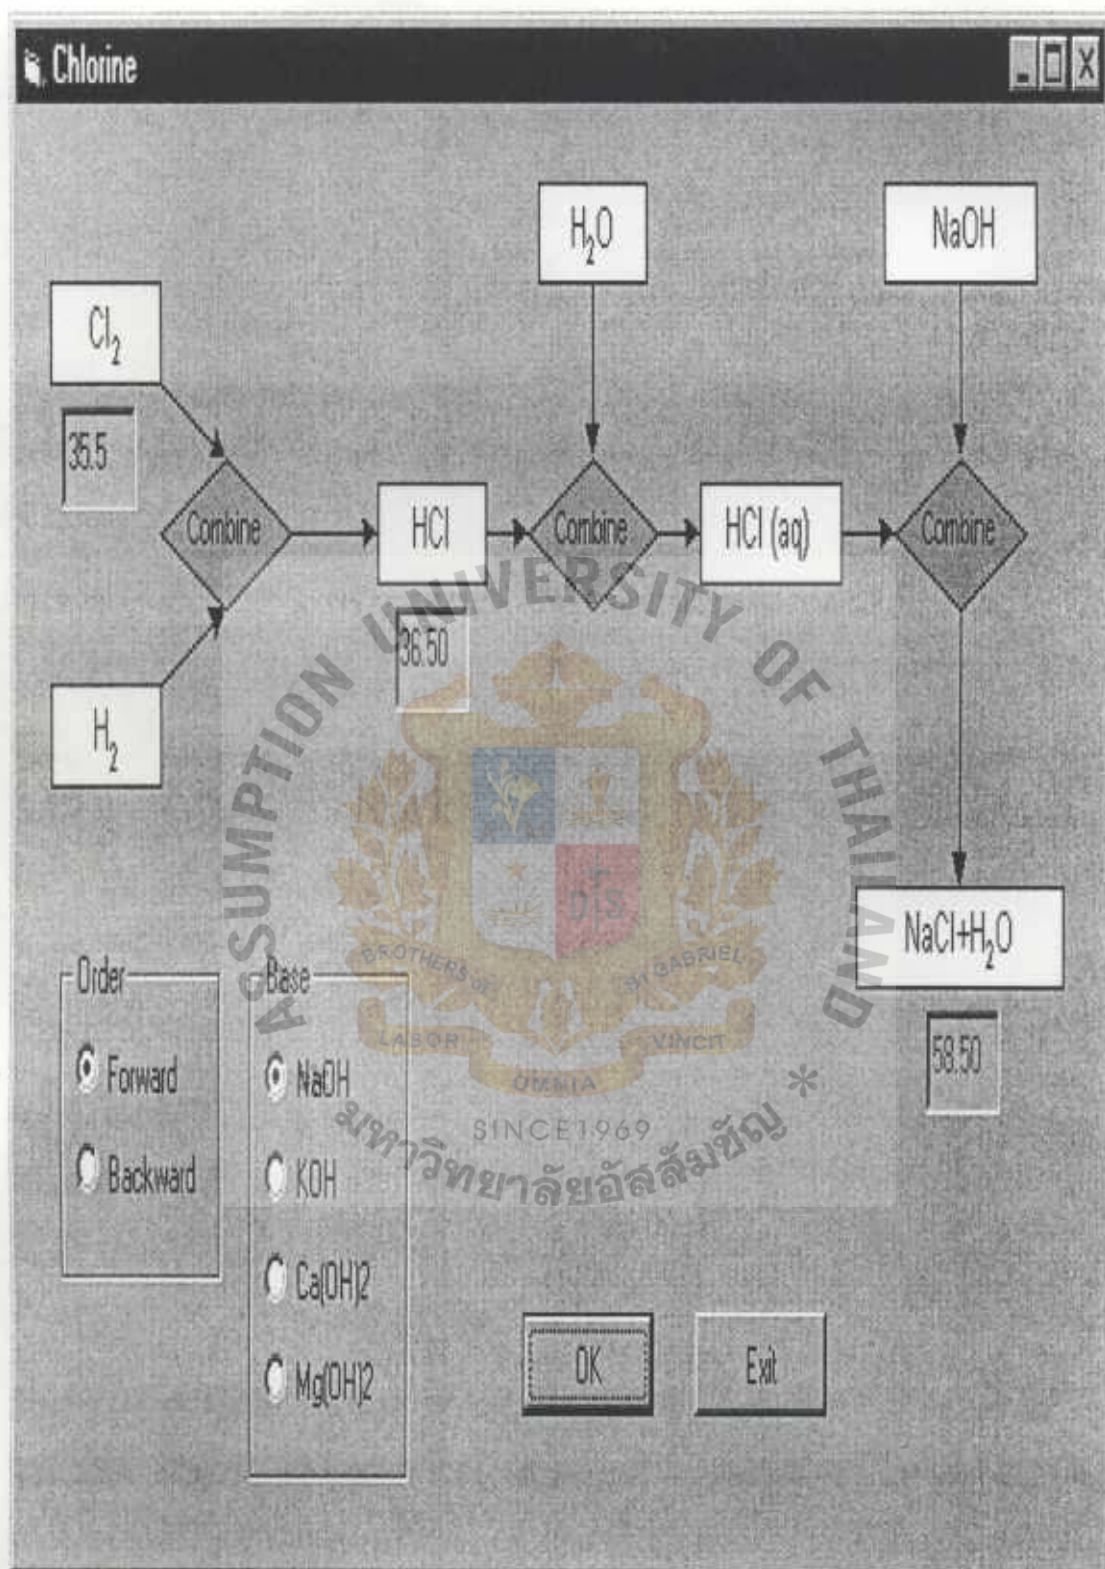 Chlorine
H₂O
NaOH
Cl₂
35.5
Combine
HCl
Combine
HCl (aq)
Combine
36.50
H₂
NaCl+H₂O
58.50
Order
Forward
Backward
Base
NaOH
KOH
Ca(OH)2
Mg(OH)2
OK
Exit
ASSUMPTION UNIVERSITY OF THAILAND
D S
BROTHERS OF ST GABRIEL
LABOR
OMNIA
VINCIT
SINCE1969
*
มหาวิทยาลัยอัสสัมชัญ